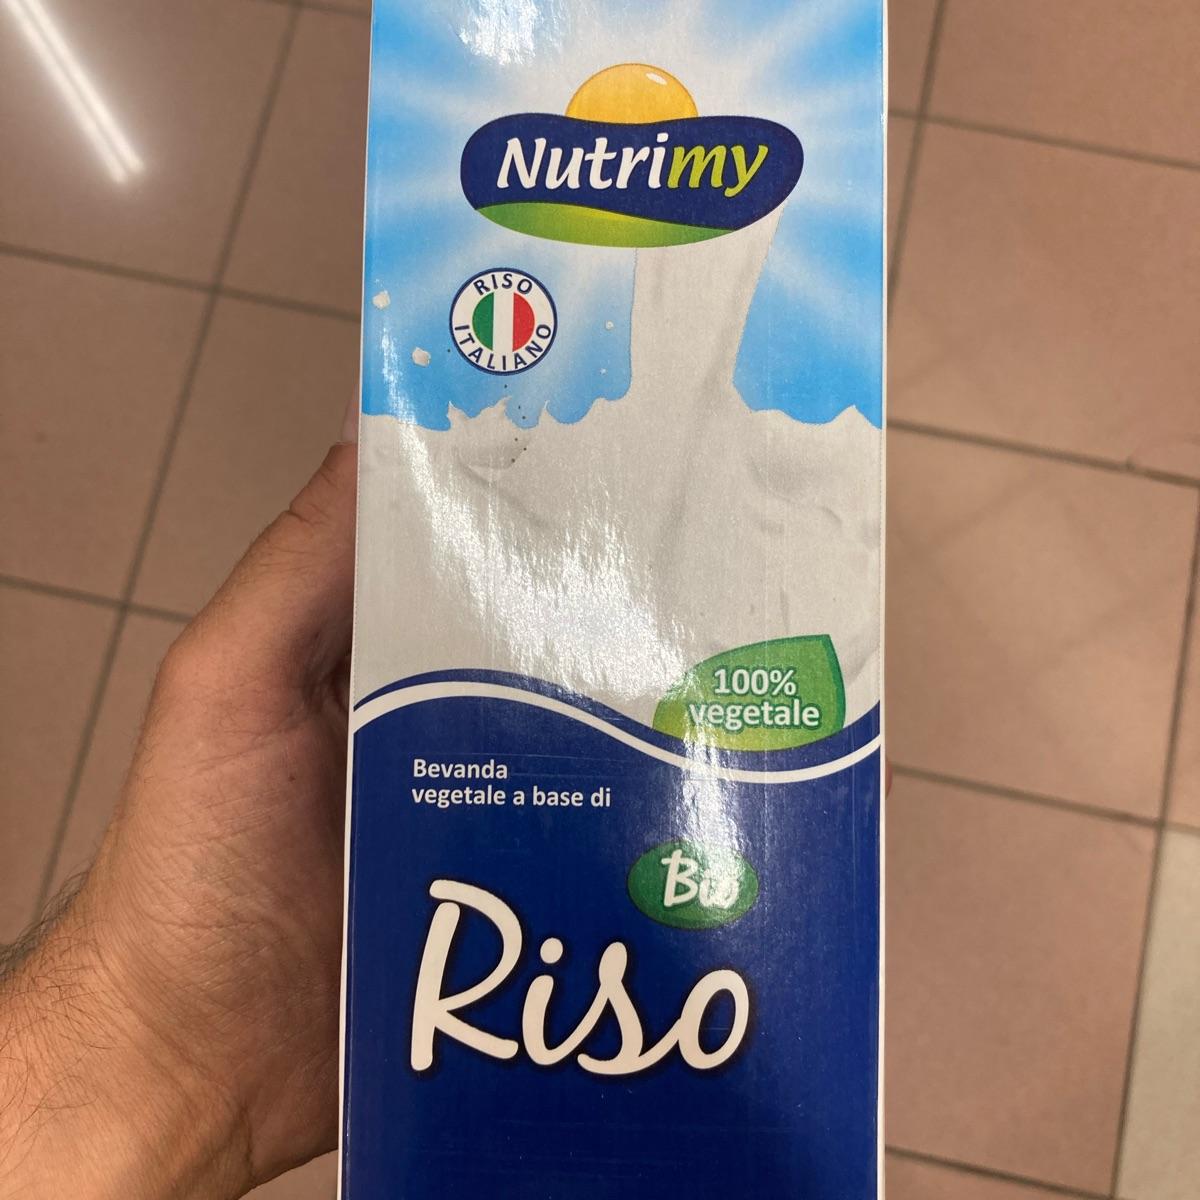 Nutrimy
RISO
ITALIANO
100%
vegetale
Bevanda
vegetale a base di
Bio
Riso